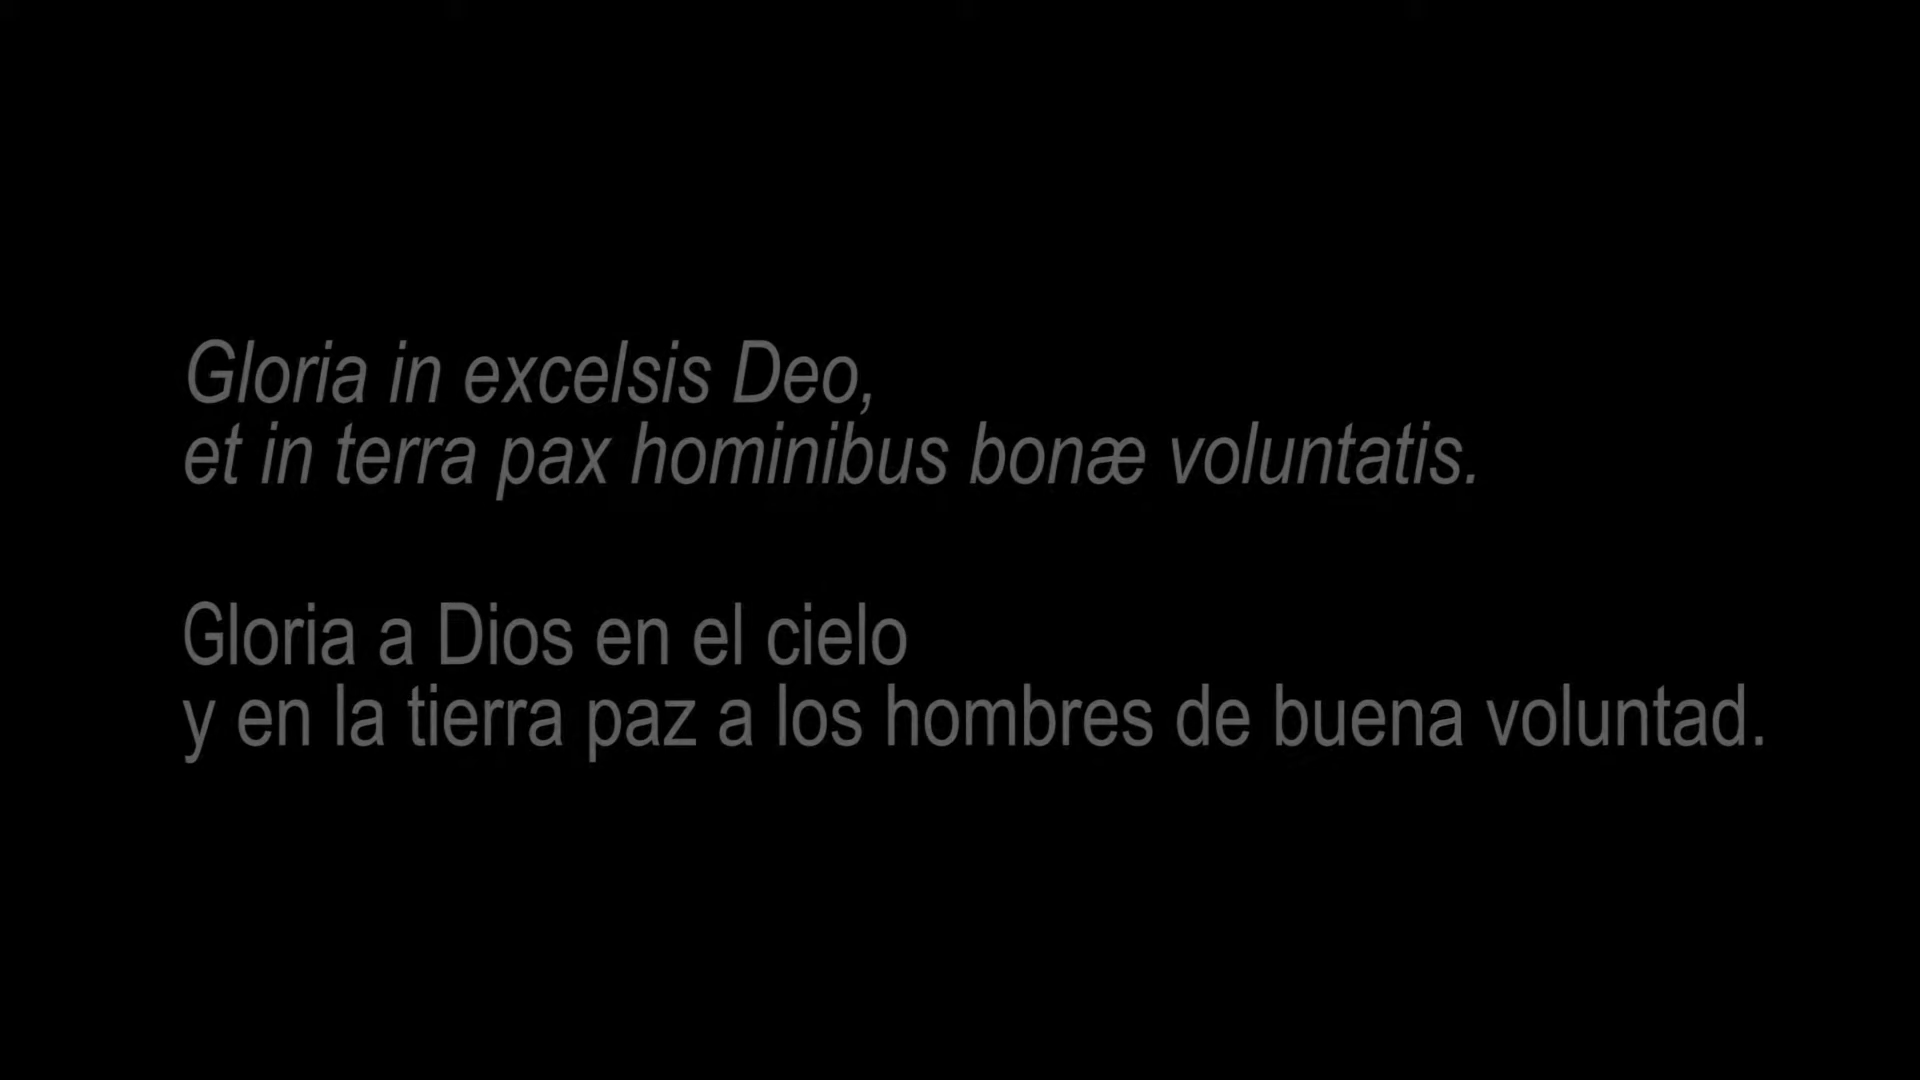 Gloria in excelsis Deo,
et in terra pax hominibus bonæ voluntatis.
Gloria a Dios en el cielo
y en la tierra paz a los hombres de buena voluntad.